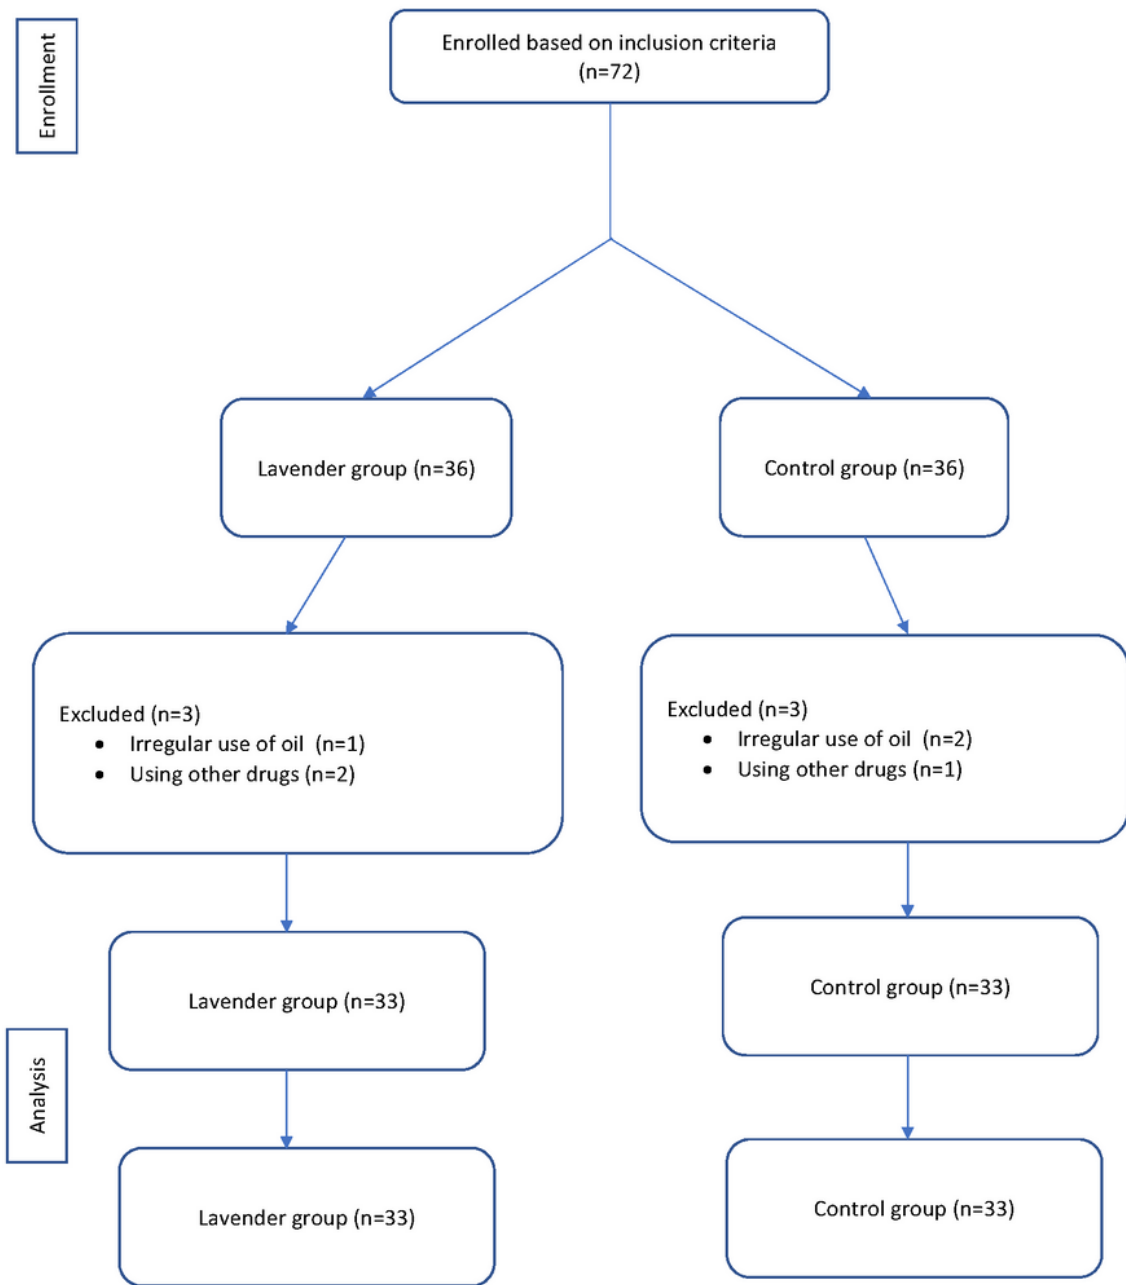 Enrollment
Enrolled based on inclusion criteria
(n=72)
Lavender group (n=36)
Control group (n=36)
Excluded (n=3)
• Irregular use of oil (n=1)
• Using other drugs (n=2)
Excluded (n=3)
• Irregular use of oil (n=2)
• Using other drugs (n=1)
Lavender group (n=33)
Control group (n=33)
Analysis
Lavender group (n=33)
Control group (n=33)